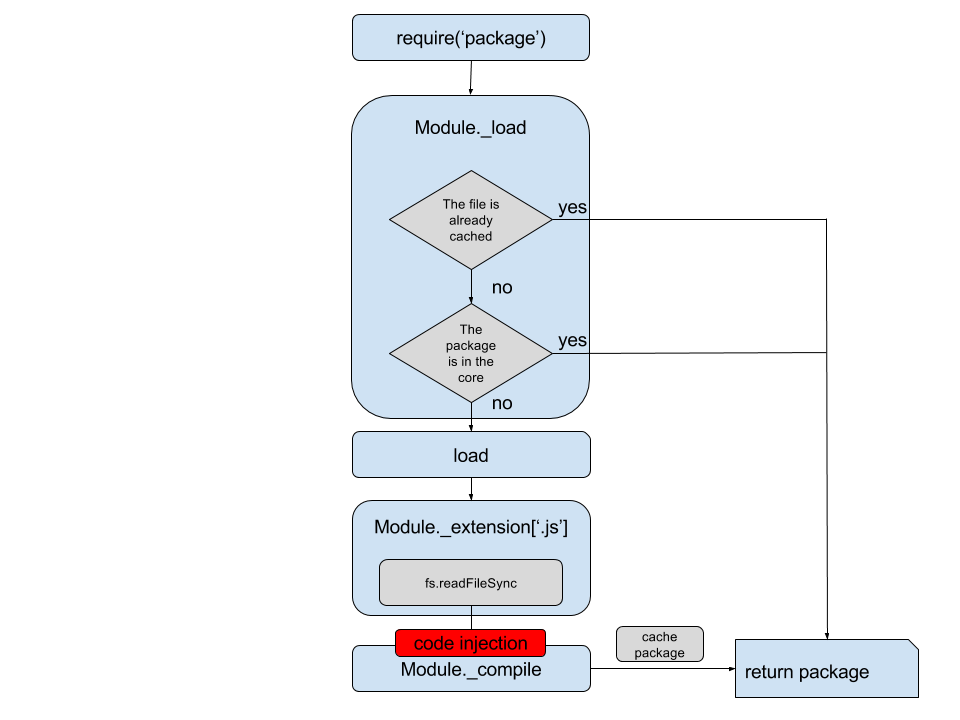 require(‘package’)
Module._load
The file is
already
cached
yes
no
The
package
is in the
core
yes
no
load
Module._extension[‘.js’]
fs.readFileSync
code injection
Module._compile
cache
package
return package